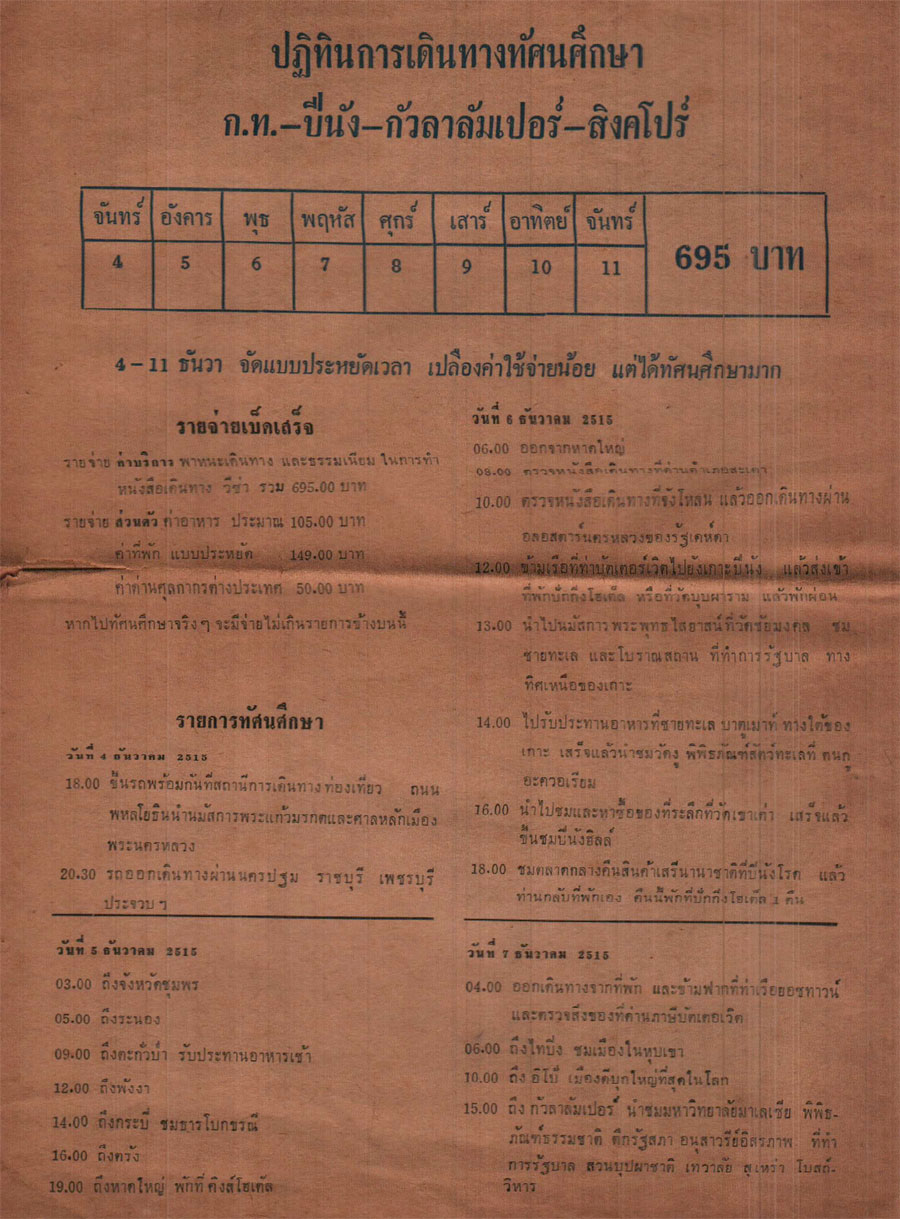 ปฏิทินการเดินทางทัศนศึกษา
ก.ท.–ปีนัง–กัวลาลัมเปอร์–สิงคโปร์
จันทร์ อังคาร พุธ พฤหัส ศุกร์ เสาร์ อาทิตย์ จันทร์
4 5 6 7 8 9 10 11
695 บาท
4–11 ธันวา จัดแบบประหยัดเวลา เปลืองค่าใช้จ่ายน้อย แต่ได้ทัศนศึกษามาก
รายจ่ายเบ็ดเสร็จ
รายจ่าย ค่าบริการ พาหนะเดินทาง และธรรมเนียม ในการทำ
หนังสือเดินทาง วีซ่า รวม 695.00 บาท
รายจ่าย ส่วนตัว ค่าอาหาร ประมาณ 105.00 บาท
ค่าที่พัก แบบประหยัด 149.00 บาท
ค่าด่านศุลกากรต่างประเทศ 50.00 บาท
หากไปทัศนศึกษาจริงๆ จะมีจ่ายไม่เกินรายการข้างบนนี้
รายการทัศนศึกษา
วันที่ 4 ธันวาคม 2515
18.00 ขึ้นรถพร้อมกันที่สถานีการเดินทาง ท่องเที่ยว ถนน
พหลโยธินนำนมัสการพระแก้วมรกตและศาลหลักเมือง
พระนครหลวง
20.30 รถออกเดินทางผ่านนครปฐม ราชบุรี เพชรบุรี
ประจวบฯ
วันที่ 5 ธันวาคม 2515
03.00 ถึงจังหวัดชุมพร
05.00 ถึงระนอง
09.00 ถึงตะกั่วป่า รับประทานอาหารเช้า
12.00 ถึงพังงา
14.00 ถึงกระบี่ ชมธารโบกขรณี
16.00 ถึงตรัง
19.00 ถึงหาดใหญ่ พักที่ คิงส์โฮเต็ล
วันที่ 6 ธันวาคม 2515
06.00 ออกจากหาดใหญ่
08.00 ตรวจหนังสือเดินทางที่ด่านอำเภอสะเดา
10.00 ตรวจหนังสือเดินทางที่จังโหลน แล้วออกเดินทางผ่าน
อลอสตาร์นครหลวงของรัฐเคห์ดา
12.00 ข้ามเรือที่ท่าบัตเตอร์เวิตไปยังเกาะปีนัง แล้วส่งเข้า
ที่พักปักกิ่งโฮเต็ล หรือที่วัดบุบผาราม แล้วพักผ่อน
13.00 นำไปนมัสการพระพุทธไสยาสน์ที่วัดชัยมงคล ชม
ชายทะเล และโบราณสถาน ที่ทำการรัฐบาล ทาง
ทิศเหนือของเกาะ
14.00 ไปรับประทานอาหารที่ชายทะเล บาตูเมาท์ ทางใต้ของ
เกาะ เสร็จแล้วนำชมวัดงู พิพิธภัณฑ์สัตว์ทะเลที่ ตนกู
อะควอเรียม
16.00 นำไปชมและหาซื้อของที่ระลึกที่วัดเขาเต่า เสร็จแล้ว
ขึ้นชมปีนังฮิลล์
18.00 ชมตลาดกลางคืนสินค้าเสรีนานาชาติที่ปีนังโรค แล้ว
ท่านกลับที่พักเอง คืนนี้พักที่ปักกิ่งโฮเต็ล 1 คืน
วันที่ 7 ธันวาคม 2515
04.00 ออกเดินทางจากที่พัก และข้ามฟากที่ท่าเรือยอชทาวน์
และตรวจสิ่งของที่ด่านภาษีบัตเตอเวิต
06.00 ถึงไทปิ่ง ชมเมืองในหุบเขา
10.00 ถึง อิโป้ เมืองดีบุกใหญ่ที่สุดในโลก
15.00 ถึง กัวลาลัมเปอร์ นำชมมหาวิทยาลัยมาเลเซีย พิพิธ-
ภัณฑ์ธรรมชาติ ตึกรัฐสภา อนุสาวรีย์อิสรภาพ ที่ทำ
การรัฐบาล สวนบุปผาชาติ เทวาลัย สุเหร่า โบสถ์-
วิหาร